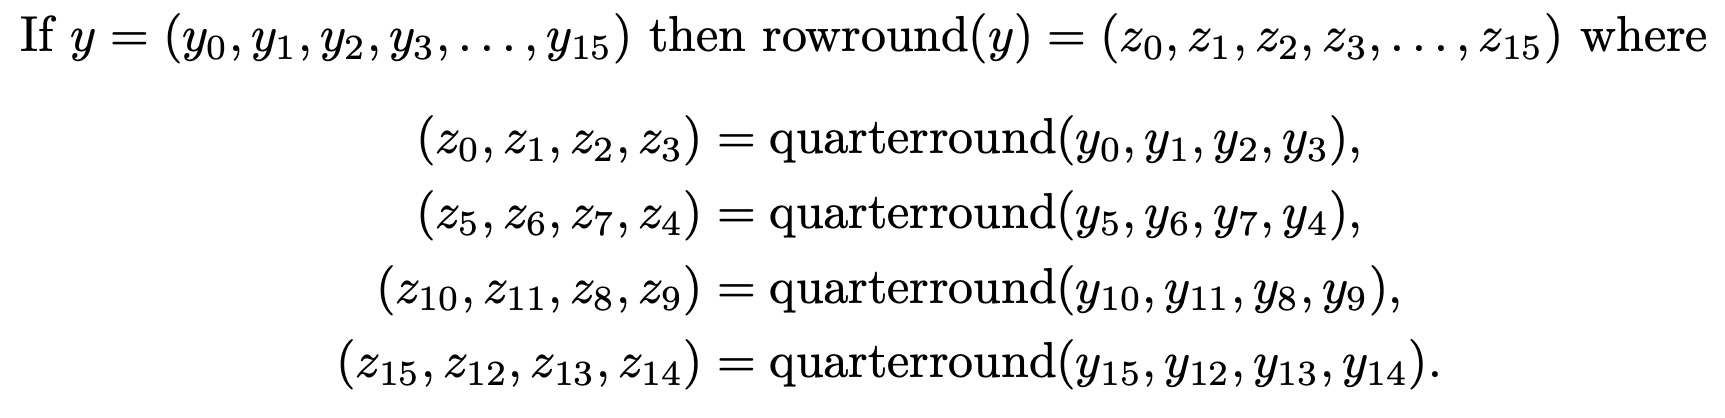 If y = (y₀, y₁, y₂, y₃, . . . , y₁₅) then rowround(y) = (z₀, z₁, z₂, z₃, . . . , z₁₅) where
(z₀, z₁, z₂, z₃) = quarterround(y₀, y₁, y₂, y₃),
(z₅, z₆, z₇, z₄) = quarterround(y₅, y₆, y₇, y₄),
(z₁₀, z₁₁, z₈, z₉) = quarterround(y₁₀, y₁₁, y₈, y₉),
(z₁₅, z₁₂, z₁₃, z₁₄) = quarterround(y₁₅, y₁₂, y₁₃, y₁₄).